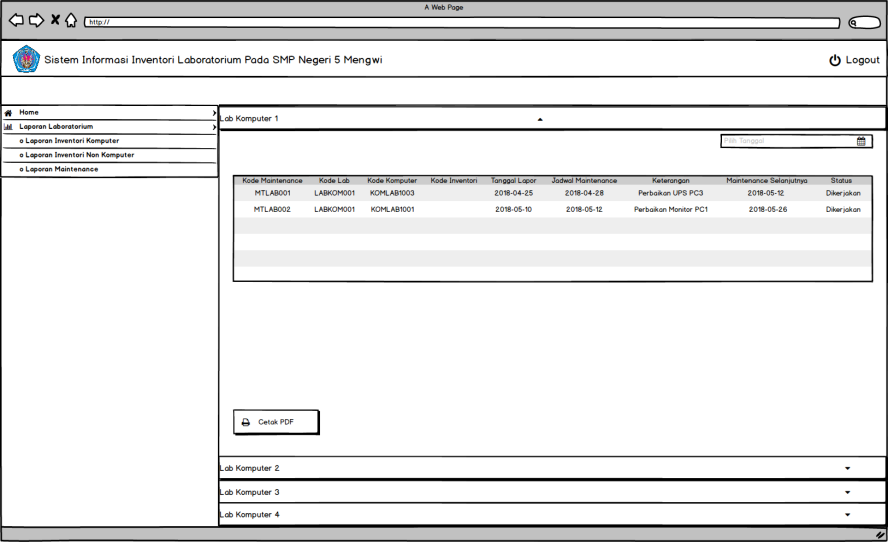 A Web Page
http://
Sistem Informasi Inventori Laboratorium Pada SMP Negeri 5 Mengwi
Logout
Home
Laporan Laboratorium
o Laporan Inventori Komputer
o Laporan Inventori Non Komputer
o Laporan Maintenance
Lab Komputer 1
Pilih Tanggal
Kode Maintenance Kode Lab Kode Komputer Kode Inventori Tanggal Lapor Jadwal Maintenance Keterangan Maintenance Selanjutnya Status
MTLAB001 LABKOM001 KOMLAB1003 2018-04-25 2018-04-28 Perbaikan UPS PC3 2018-05-12 Dikerjakan
MTLAB002 LABKOM001 KOMLAB1001 2018-05-10 2018-05-12 Perbaikan Monitor PC1 2018-05-26 Dikerjakan
Cetak PDF
Lab Komputer 2
Lab Komputer 3
Lab Komputer 4